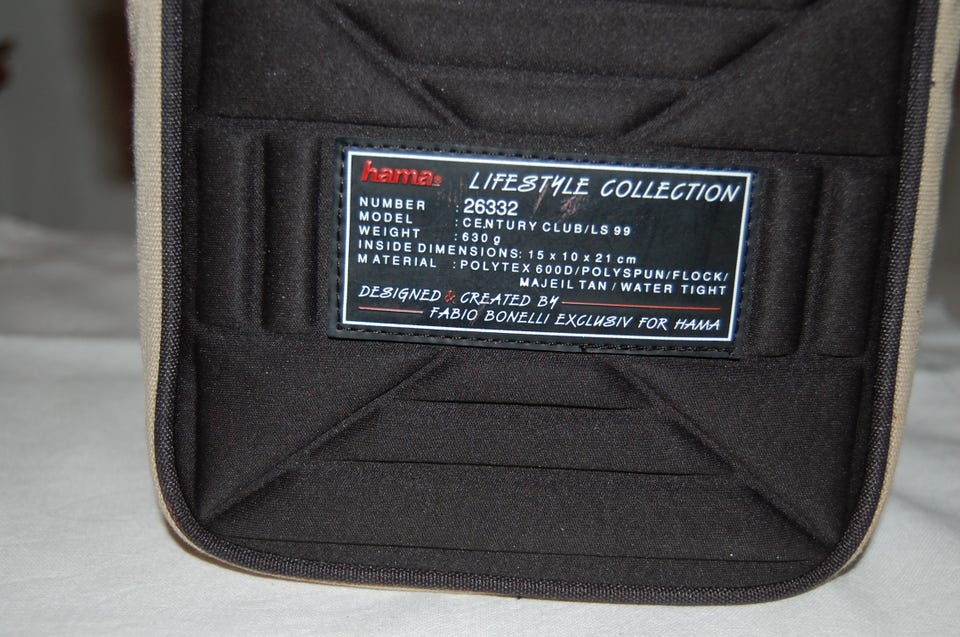 hama® LIFESTYLE COLLECTION
NUMBER : 26332
MODEL : CENTURY CLUB/LS 99
WEIGHT : 630 g
INSIDE DIMENSIONS: 15 x 10 x 21 cm
MATERIAL : POLYTEX 600D/POLYSPUN/FLOCK/
MAJEIL TAN / WATER TIGHT
DESIGNED & CREATED BY
FABIO BONELLI EXCLUSIV FOR HAMA